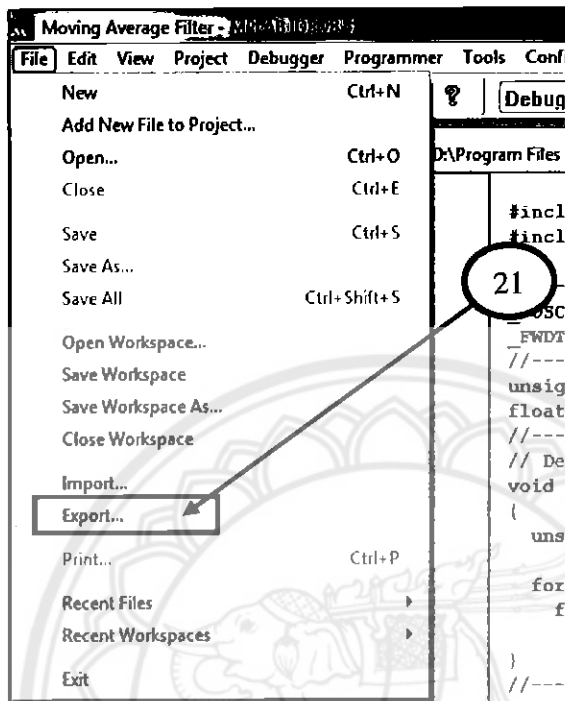 Moving Average Filter -
File Edit View Project Debugger Programmer Tools Conf
New Ctrl+N
Add New File to Project...
Open... Ctrl+O
Close Ctrl+E
Save Ctrl+S
Save As...
Save All Ctrl+Shift+S
Open Workspace...
Save Workspace
Save Workspace As...
Close Workspace
Import...
Export...
Print... Ctrl+P
Recent Files
Recent Workspaces
Exit
Debug
D:\Program Files
#incl
#incl
21
_FWDT
//---
unsig
float
//---
// De
void
{
uns
for
f
}
//---